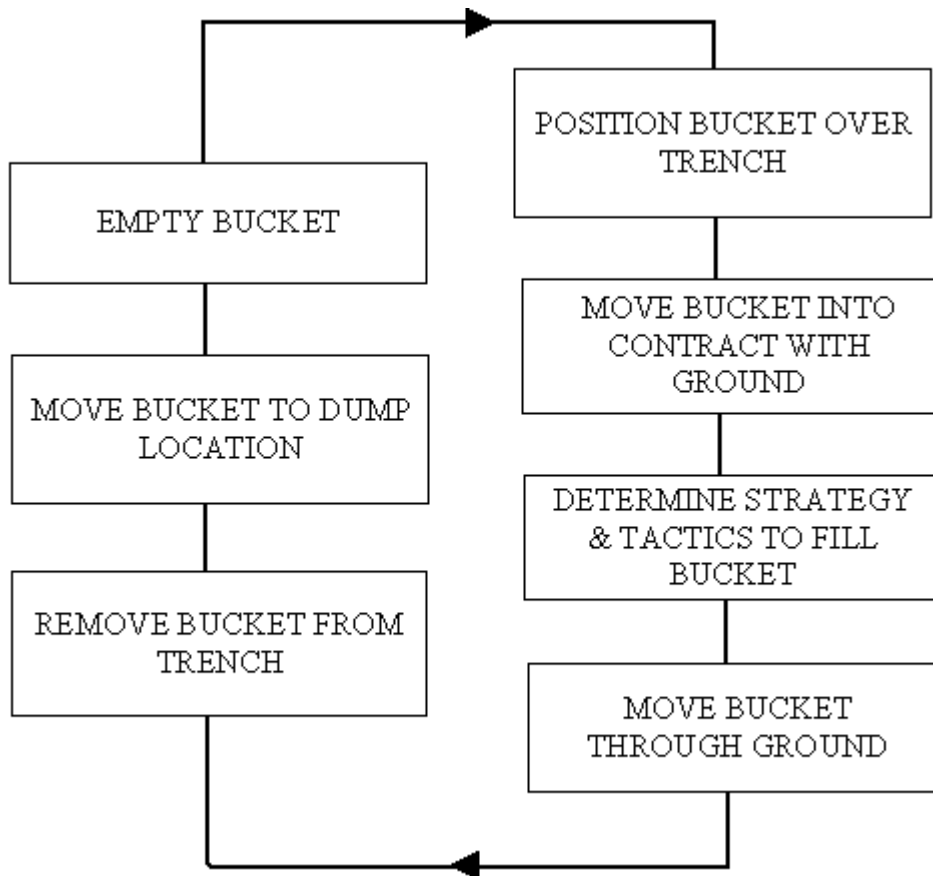 EMPTY BUCKET
MOVE BUCKET TO DUMP
LOCATION
REMOVE BUCKET FROM
TRENCH
POSITION BUCKET OVER
TRENCH
MOVE BUCKET INTO
CONTRACT WITH
GROUND
DETERMINE STRATEGY
& TACTICS TO FILL
BUCKET
MOVE BUCKET
THROUGH GROUND